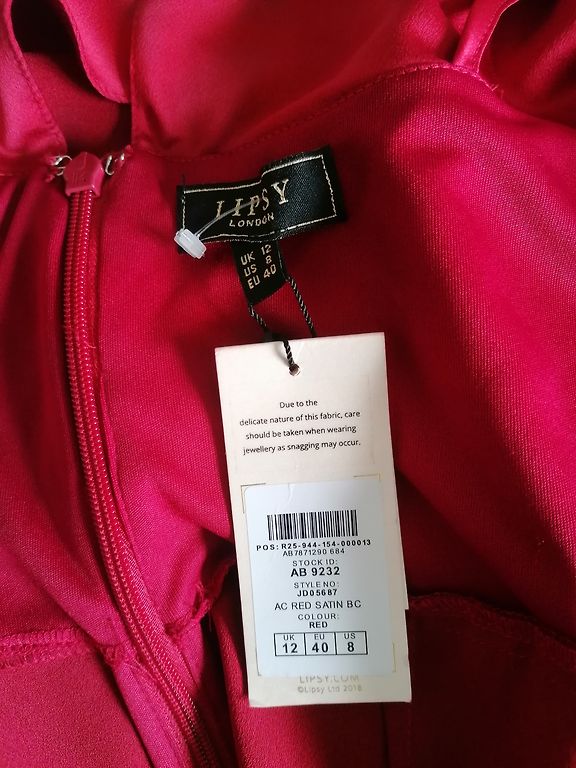 LIPSY
LONDON
UK 12
US 8
EU 40
Due to the
delicate nature of this fabric, care
should be taken when wearing
jewellery as snagging may occur.
POS: R25-944-154-000013
AB7871290 684
STOCK ID:
AB 9232
STYLE NO:
JD05687
AC RED SATIN BC
COLOUR:
RED
UK EU US
12 40 8
LIPSY.COM
©Lipsy Ltd 2018